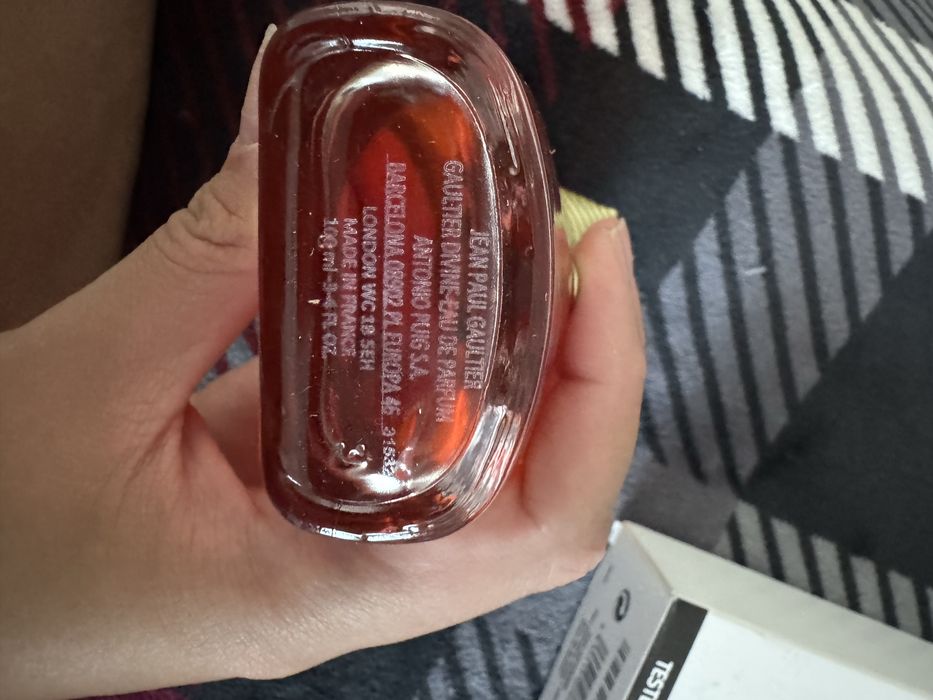 JEAN PAUL GAULTIER
GAULTIER DIVINE-EAU DE PARFUM
ANTONIO PUIG S.A.
BARCELONA 08902 Pl. EUROPA 46
LONDON WC 1B 5EH
MADE IN FRANCE
100 ml-3.4 FL OZ.